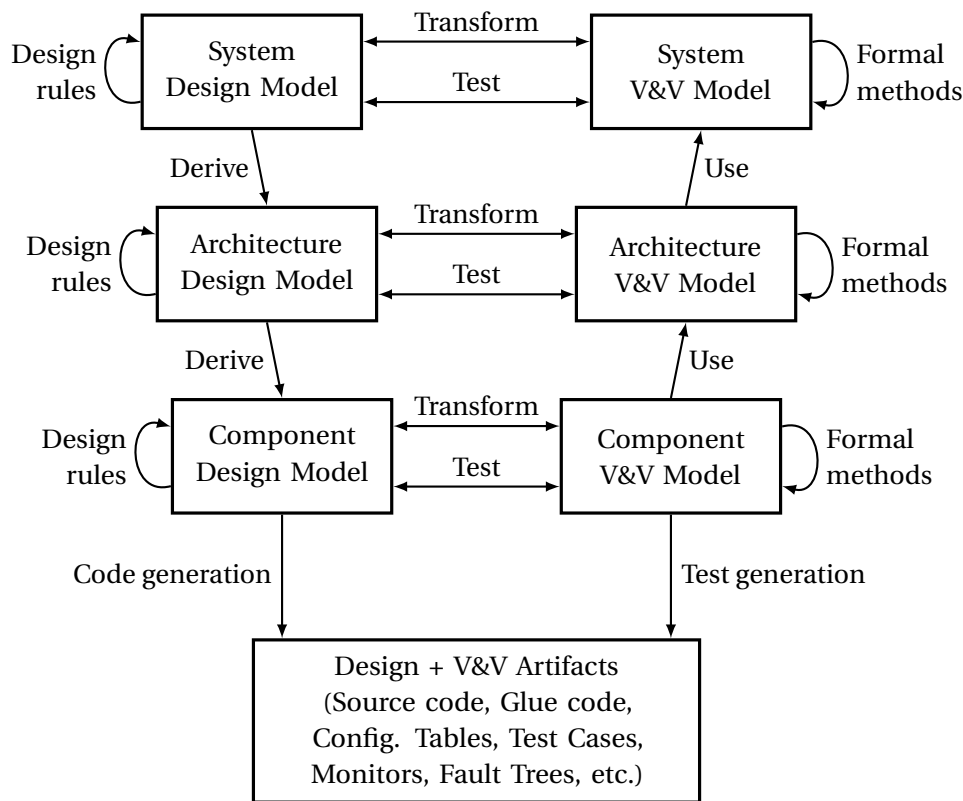 Design
rules
System
Design Model
Transform
Test
System
V&V Model
Formal
methods
Derive
Use
Design
rules
Architecture
Design Model
Transform
Test
Architecture
V&V Model
Formal
methods
Derive
Use
Design
rules
Component
Design Model
Transform
Test
Component
V&V Model
Formal
methods
Code generation
Test generation
Design + V&V Artifacts
(Source code, Glue code,
Config. Tables, Test Cases,
Monitors, Fault Trees, etc.)